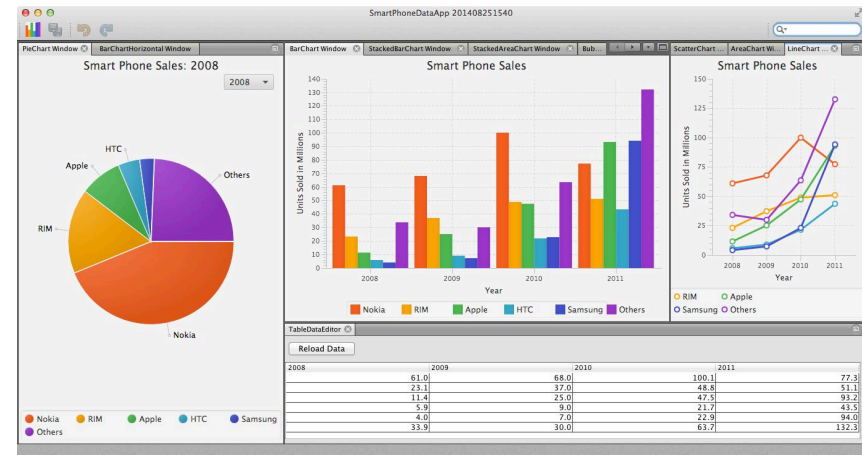 SmartPhoneDataApp 201408251540
PieChart Window BarChartHorizontal Window
Smart Phone Sales: 2008
2008
HTC
Apple
Others
RIM
Nokia
Nokia RIM Apple HTC Samsung
Others
BarChart Window StackedBarChart Window StackedAreaChart Window Bub...
Smart Phone Sales
Units Sold in Millions
140
130
120
110
100
90
80
70
60
50
40
30
20
10
0
2008 2009 2010 2011
Year
Nokia RIM Apple HTC Samsung Others
ScatterChart ... AreaChart Wi... LineChart ...
Smart Phone Sales
Units Sold in Millions
150
125
100
75
50
25
0
2008 2009 2010 2011
Year
RIM Apple
Samsung Others
TableDataEditor
Reload Data
2008 2009 2010 2011
61.0 68.0 100.1 77.3
23.1 37.0 48.8 51.1
11.4 25.0 47.5 93.2
5.9 9.0 21.7 43.5
4.0 7.0 22.9 94.0
33.9 30.0 63.7 132.3